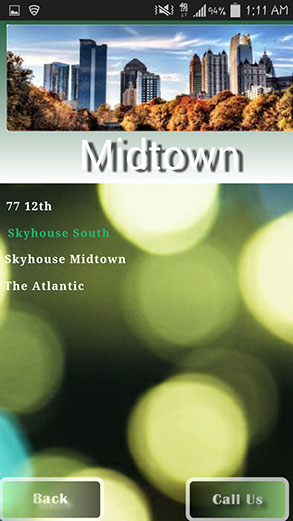 94% 1:11 AM
Midtown
77 12th
Skyhouse South
Skyhouse Midtown
The Atlantic
Back Call Us